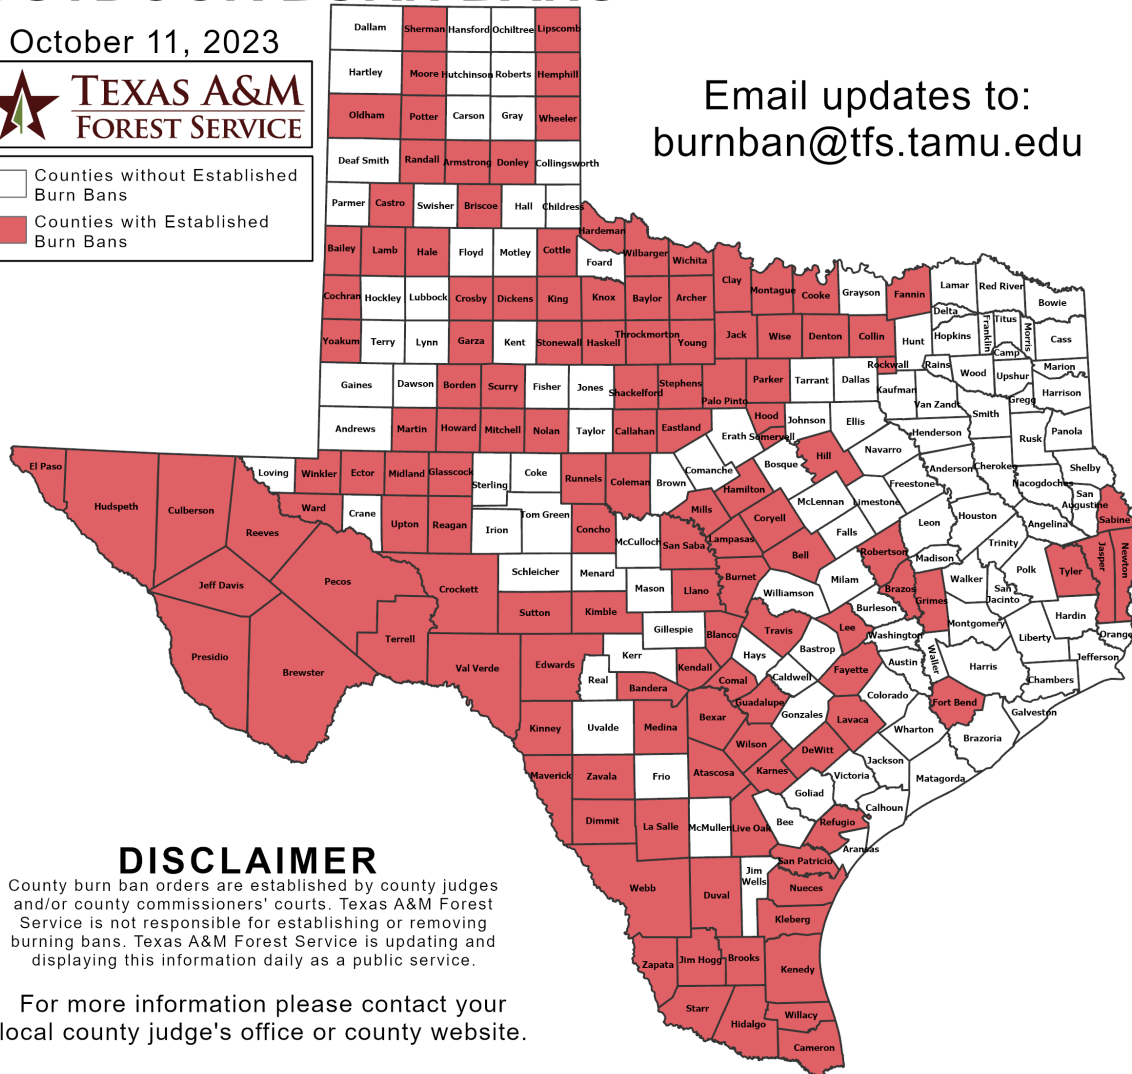 OUTDOOR BURN BANS
October 11, 2023
TEXAS A&M
FOREST SERVICE
Counties without Established
Burn Bans
Counties with Established
Burn Bans
Email updates to:
burnban@tfs.tamu.edu
Dallam Sherman Hansford Ochiltree Lipscomb
Hartley Moore Hutchinson Roberts Hemphill
Oldham Potter Carson Gray Wheeler
Deaf Smith Randall Armstrong Donley Collingsworth
Parmer Castro Swisher Briscoe Hall Childress
Hardeman
Bailey Lamb Hale Floyd Motley Cottle Foard Wilbarger Wichita
Clay Montague Cooke Grayson Fannin Lamar Red River Bowie
Cochran Hockley Lubbock Crosby Dickens King Knox Baylor Archer
Delta Franklin Titus Morris Cass
Yoakum Terry Lynn Garza Kent Stonewall Haskell Throckmorton Young Jack Wise Denton Collin Hunt Hopkins Camp
Rockwall Rains Wood Upshur Marion
Gaines Dawson Borden Scurry Fisher Jones Shackelford Stephens Palo Pinto Parker Tarrant Dallas Kaufman Van Zandt Smith Gregg Harrison
Andrews Martin Howard Mitchell Nolan Taylor Callahan Eastland Erath Hood Somervell Johnson Ellis Henderson Rusk Panola
El Paso Loving Winkler Ector Midland Glasscock Sterling Coke Runnels Coleman Brown Comanche Bosque Hill Navarro Anderson Cherokee Shelby
Hudspeth Culberson Reeves Ward Crane Upton Reagan Irion Tom Green Concho McCulloch San Saba Mills Hamilton McLennan Limestone Freestone Nacogdoches San
Augustine Sabine
Lampasas Coryell Falls Leon Houston Angelina
Jeff Davis Pecos Crockett Schleicher Menard Mason Llano Burnet Bell Robertson Madison Trinity Polk Tyler Jasper Newton
Williamson Milam Brazos Grimes Walker San
Jacinto
Presidio Brewster Terrell Val Verde Sutton Kimble Gillespie Blanco Travis Lee Burleson Washington Montgomery Liberty Hardin Orange
Edwards Kerr Real Bandera Kendall Hays Comal Caldwell Bastrop Fayette Austin Waller Harris Chambers Jefferson
Kinney Uvalde Medina Bexar Guadalupe Gonzales Lavaca Colorado Fort Bend Galveston
Wilson DeWitt Wharton Brazoria
Maverick Zavala Frio Atascosa Karnes Goliad Victoria Jackson Matagorda
Dimmit La Salle McMullen Live Oak Bee Refugio Calhoun
Aransas
Webb Duval Jim
Wells San Patricio
Nueces
Kleberg
Zapata Jim Hogg Brooks Kenedy
Starr Hidalgo Willacy
Cameron
DISCLAIMER
County burn ban orders are established by county judges
and/or county commissioners' courts. Texas A&M Forest
Service is not responsible for establishing or removing
burning bans. Texas A&M Forest Service is updating and
displaying this information daily as a public service.
For more information please contact your
local county judge's office or county website.